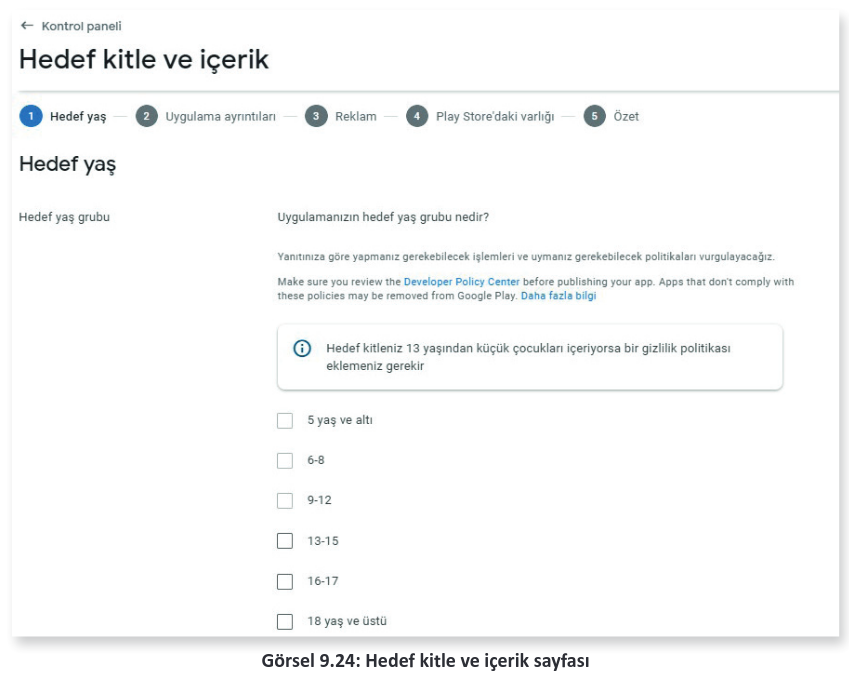 ← Kontrol paneli
Hedef kitle ve içerik
1 Hedef yaş — 2 Uygulama ayrıntıları — 3 Reklam — 4 Play Store'daki varlığı — 5 Özet
Hedef yaş
Hedef yaş grubu
Uygulamanızın hedef yaş grubu nedir?
Yanıtınıza göre yapmanız gerekebilecek işlemleri ve uymanız gerekebilecek politikaları vurgulayacağız.
Make sure you review the Developer Policy Center before publishing your app. Apps that don't comply with
these policies may be removed from Google Play. Daha fazla bilgi
Hedef kitleniz 13 yaşından küçük çocukları içeriyorsa bir gizlilik politikası
eklemeniz gerekir
5 yaş ve altı
6-8
9-12
13-15
16-17
18 yaş ve üstü
Görsel 9.24: Hedef kitle ve içerik sayfası